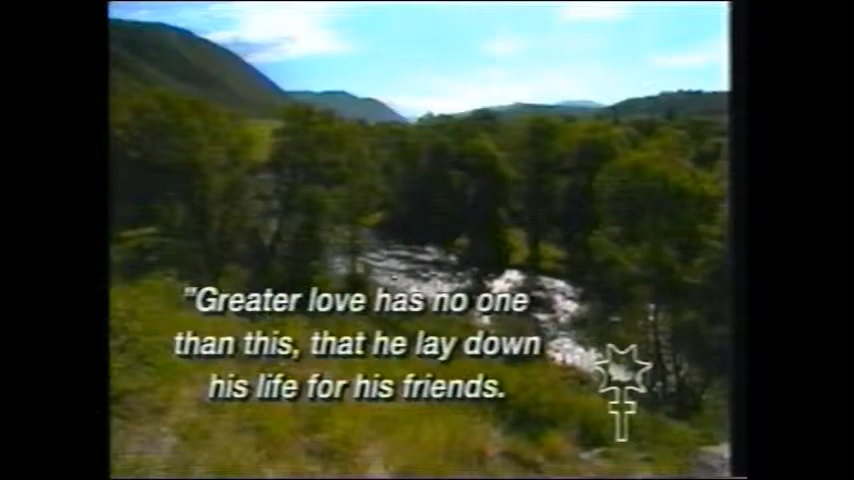 "Greater love has no one
than this, that he lay down
his life for his friends.